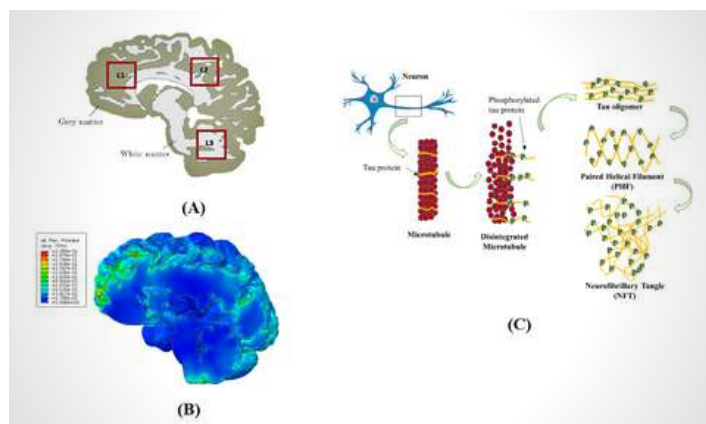 L1
L2
L3
Grey matter
White matter
(A)
(B)
Neuron
Phosphorylated
tau protein
Tau protein
Microtubule
Disintegrated
Microtubule
Tau oligomer
Paired Helical Filament
(PHF)
Neurofibrillary Tangle
(NFT)
(C)